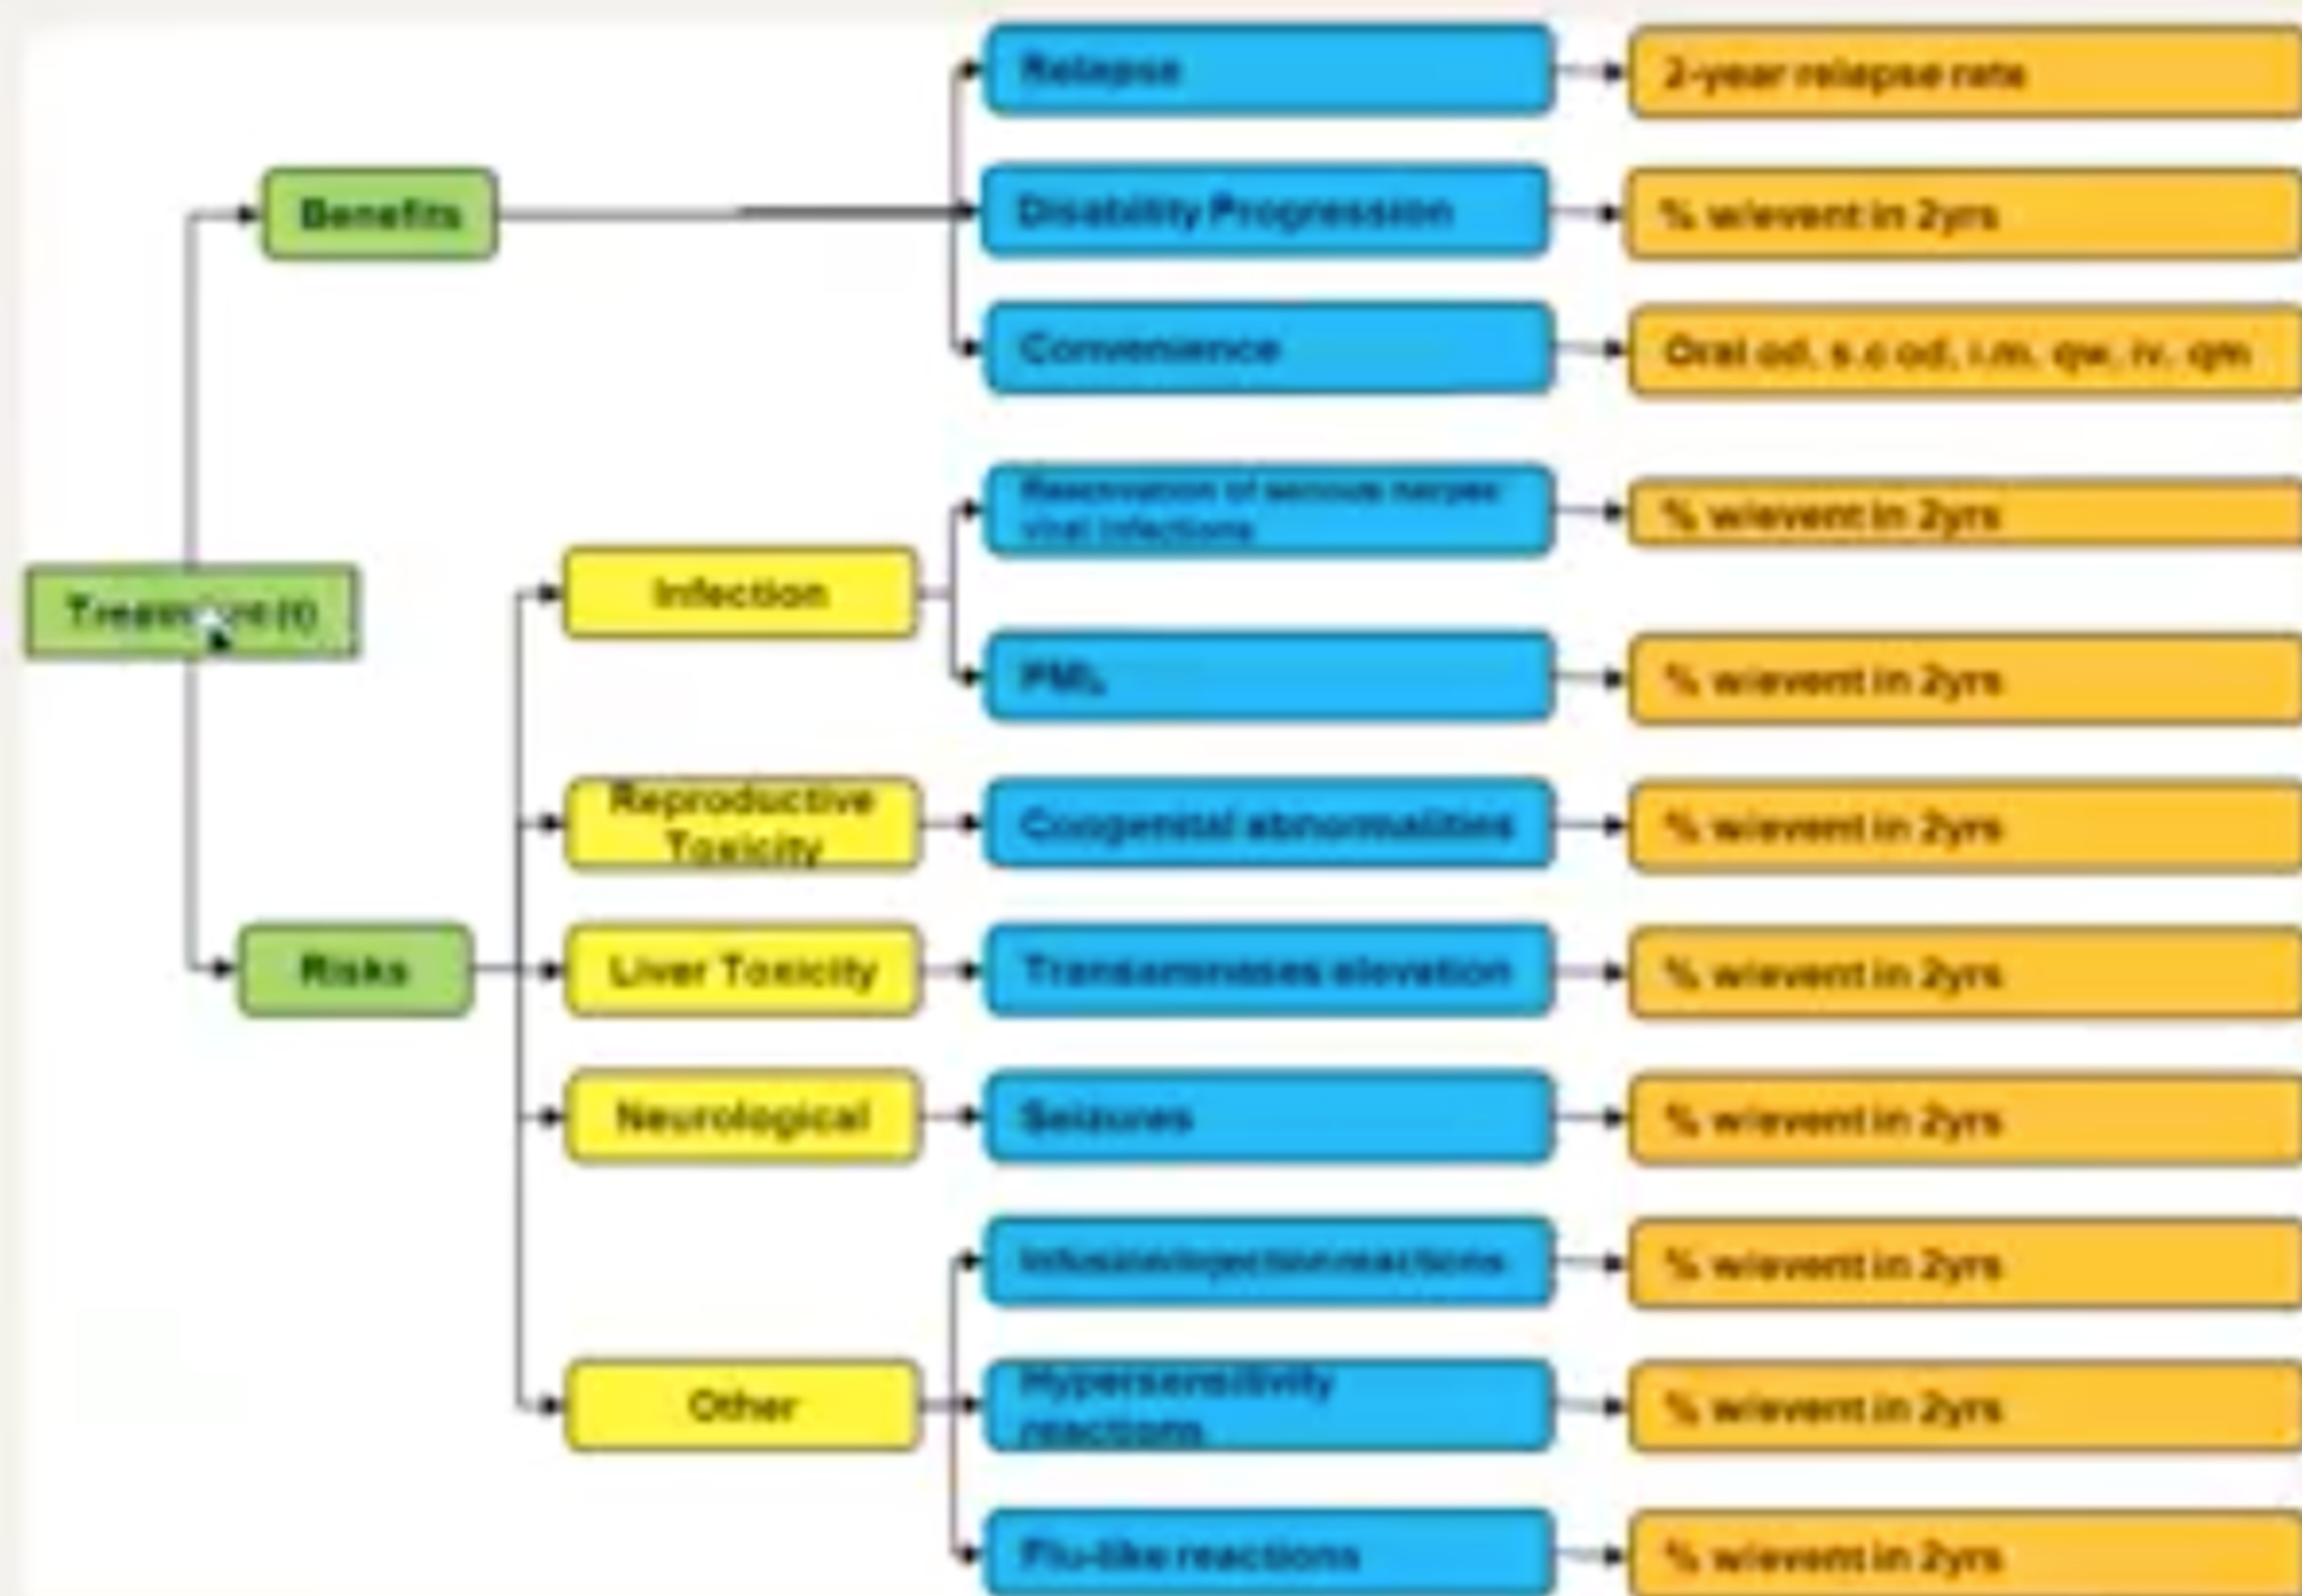 Relapse
2-year relapse rate
Benefits
Disability Progression
% w/event in 2yrs
Convenience
Oral od, s.c od, i.m. qw, iv. qm
Reactivation of serious herpes
viral infections
% w/event in 2yrs
Infection
Treatment (t)
PML
% w/event in 2yrs
Reproductive
Toxicity
Congenital abnormalities
% w/event in 2yrs
Risks
Liver Toxicity
Transaminases elevation
% w/event in 2yrs
Neurological
Seizures
% w/event in 2yrs
Infusion/injection reactions
% w/event in 2yrs
Other
Hypersensitivity
reactions
% w/event in 2yrs
Flu-like reactions
% w/event in 2yrs